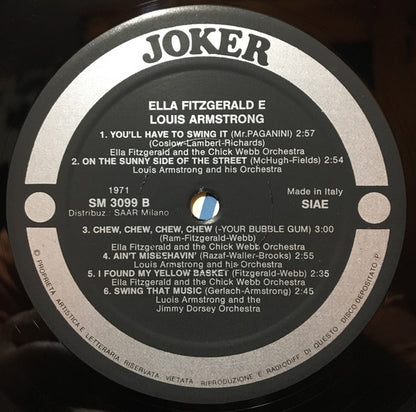 JOKER
ELLA FITZGERALD E
LOUIS ARMSTRONG
1. YOU'LL HAVE TO SWING IT (Mr. PAGANINI) 2:57
(Coslow-Lambert-Richards)
Ella Fitzgerald and the Chick Webb Orchestra
2. ON THE SUNNY SIDE OF THE STREET (McHugh-Fields) 2:54
Louis Armstrong and his Orchestra
1971
SM 3099 B
Distribuz.: SAAR Milano
Made in Italy
SIAE
3. CHEW, CHEW, CHEW, CHEW (-YOUR BUBBLE GUM) 3:00
(Ram-Fitzgerald-Webb)
Ella Fitzgerald and the Chick Webb Orchestra
4. AIN'T MISBEHAVIN' (Razaf-Waller-Brooks) 2:55
Louis Armstrong and his Orchestra
5. I FOUND MY YELLOW BASKET (Fitzgerald-Webb) 2:35
Ella Fitzgerald and the Chick Webb Orchestra
6. SWING THAT MUSIC (Gerlach-Armstrong) 2:50
Luois Armstrong and the
Jimmy Dorsey Orchestra
© PROPRIETA ARTISTICA E LETTERARIA RISERVATA VIETATA RIPRODUZIONE E RADIODIFF. DI QUESTO DISCO DEPOSITATO ℗